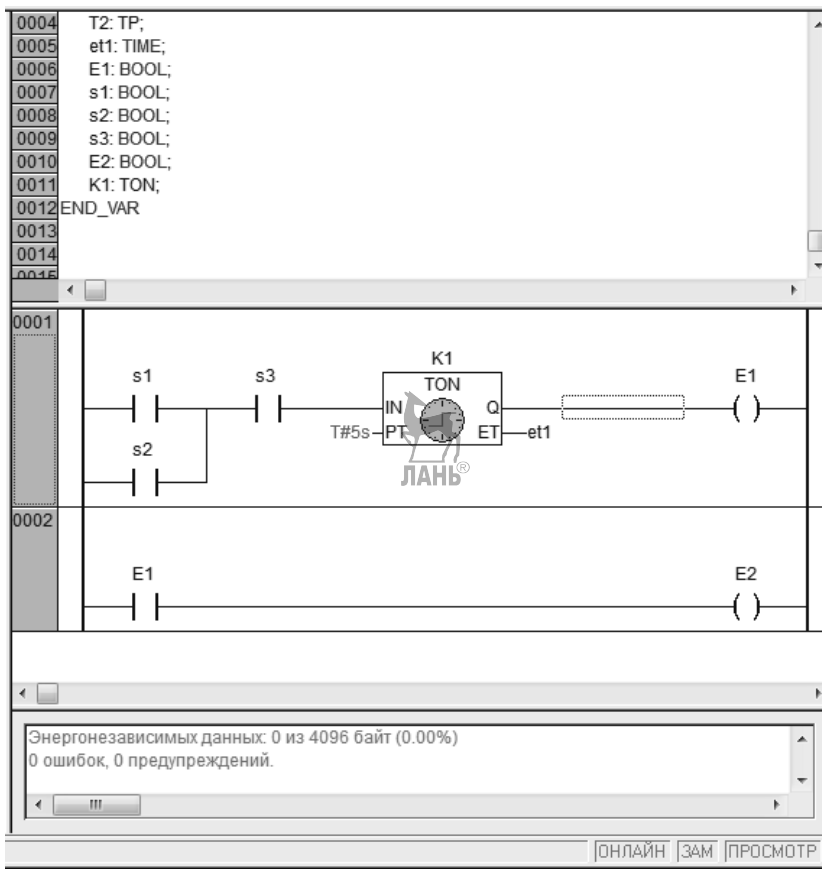 0004 T2: TP;
0005 et1: TIME;
0006 E1: BOOL;
0007 s1: BOOL;
0008 s2: BOOL;
0009 s3: BOOL;
0010 E2: BOOL;
0011 K1: TON;
0012 END_VAR
0013
0014
0015
0001
K1
s1 s3 TON E1
IN Q
T#5s PT ET et1
s2
ЛАНЬ®
0002
E1 E2
Энергонезависимых данных: 0 из 4096 байт (0.00%)
0 ошибок, 0 предупреждений.
ОНЛАЙН ЗАМ ПРОСМОТР